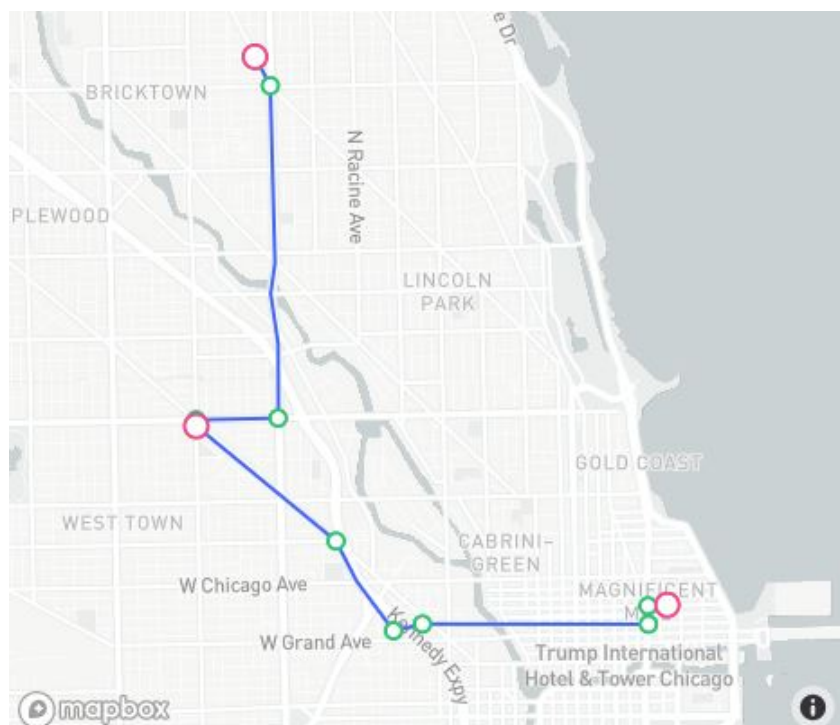 e Dr
BRICKTOWN
N Racine Ave
PLEWOOD
LINCOLN
PARK
GOLD COAST
WEST TOWN
CABRINI–
GREEN
W Chicago Ave
MAGNIFICENT
M
W Grand Ave
Kennedy Expy
Trump International
Hotel & Tower Chicago
mapbox
i